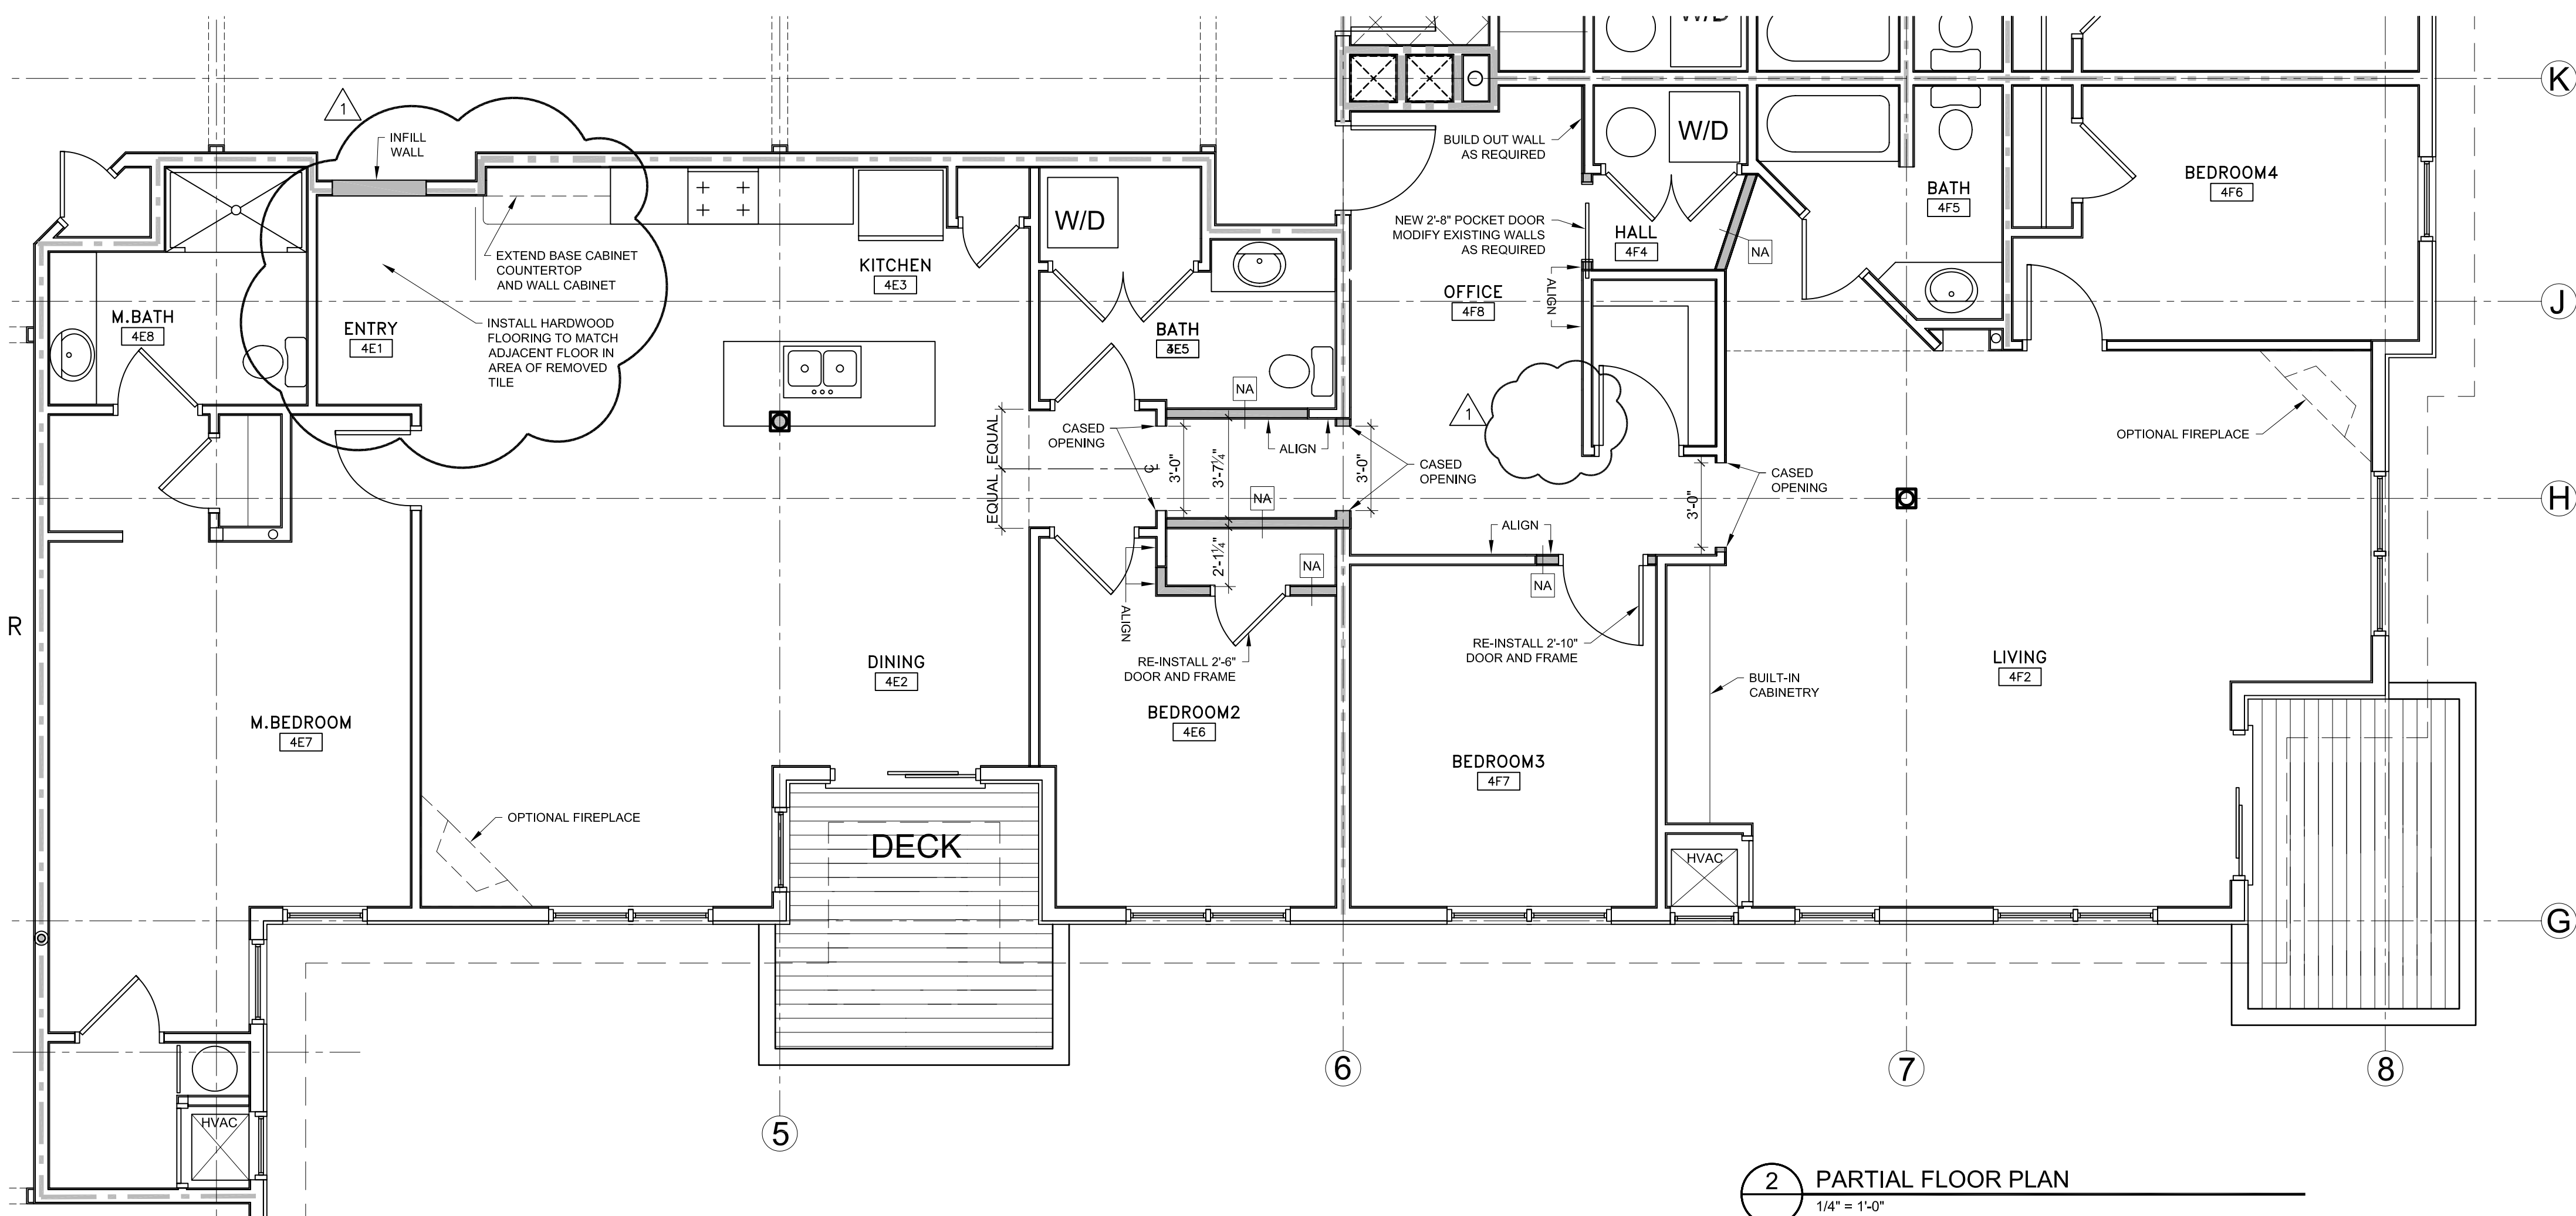 W/D
K
1
INFILL
WALL
BUILD OUT WALL
AS REQUIRED
W/D
BEDROOM4
4F6
BATH
4F5
W/D
NEW 2'-8" POCKET DOOR
MODIFY EXISTING WALLS
AS REQUIRED
HALL
4F4
NA
EXTEND BASE CABINET
COUNTERTOP
AND WALL CABINET
KITCHEN
4E3
ALIGN
OFFICE
4F8
J
M.BATH
4E8
ENTRY
4E1
INSTALL HARDWOOD
FLOORING TO MATCH
ADJACENT FLOOR IN
AREA OF REMOVED
TILE
BATH
4E5
NA
1
EQUAL
EQUAL
CASED
OPENING
3'-0"
3'-7¼"
ALIGN
3'-0"
CASED
OPENING
OPTIONAL FIREPLACE
CASED
OPENING
3'-0"
NA
H
ALIGN
2'-1¼"
NA
NA
ALIGN
R
RE-INSTALL 2'-6"
DOOR AND FRAME
RE-INSTALL 2'-10"
DOOR AND FRAME
DINING
4E2
LIVING
4F2
BUILT-IN
CABINETRY
M.BEDROOM
4E7
BEDROOM2
4E6
BEDROOM3
4F7
OPTIONAL FIREPLACE
DECK
HVAC
G
6
7
8
HVAC
5
2
PARTIAL FLOOR PLAN
1/4" = 1'-0"